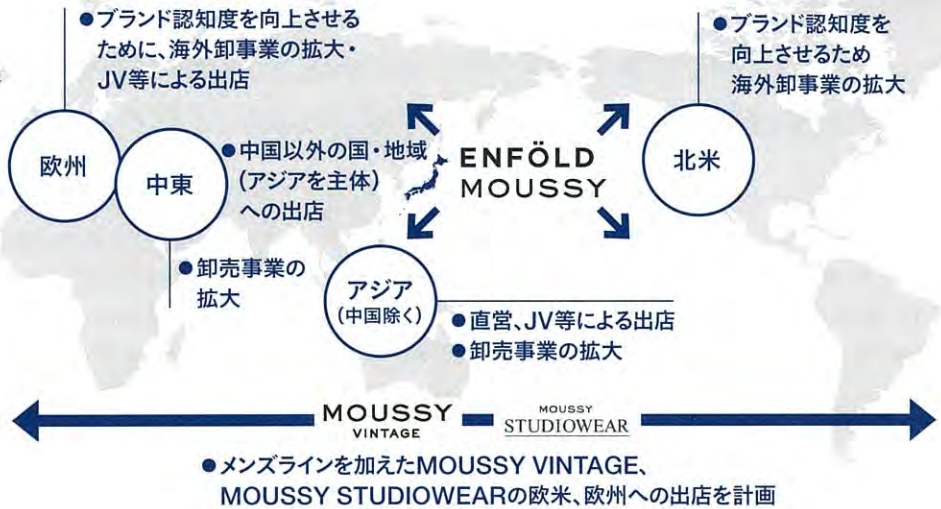 ●ブランド認知度を向上させる
ために、海外卸事業の拡大・
JV等による出店
●ブランド認知度を
向上させるため
海外卸事業の拡大
欧州
中東
●中国以外の国・地域
(アジアを主体)
への出店
ENFÖLD
MOUSSY
北米
●卸売事業の
拡大
アジア
(中国除く)
●直営、JV等による出店
●卸売事業の拡大
MOUSSY
VINTAGE
MOUSSY
STUDIOWEAR
●メンズラインを加えたMOUSSY VINTAGE、
MOUSSY STUDIOWEARの欧米、欧州への出店を計画